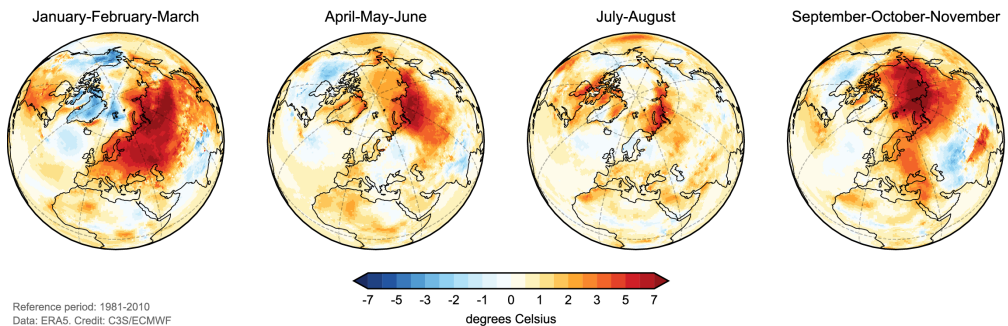 January-February-March
April-May-June
July-August
September-October-November
-7 -5 -3 -2 -1 0 1 2 3 5 7
degrees Celsius
Reference period: 1981-2010
Data: ERA5. Credit: C3S/ECMWF